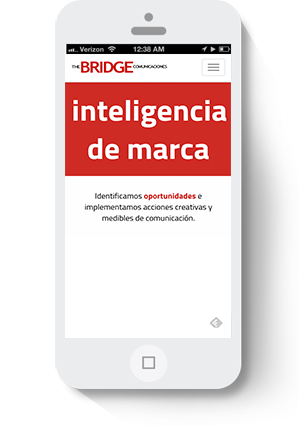 Verizon 12:38 AM
THE BRIDGE COMUNICACIONES
inteligencia
de marca
Identificamos oportunidades e
implementamos acciones creativas y
medibles de comunicación.